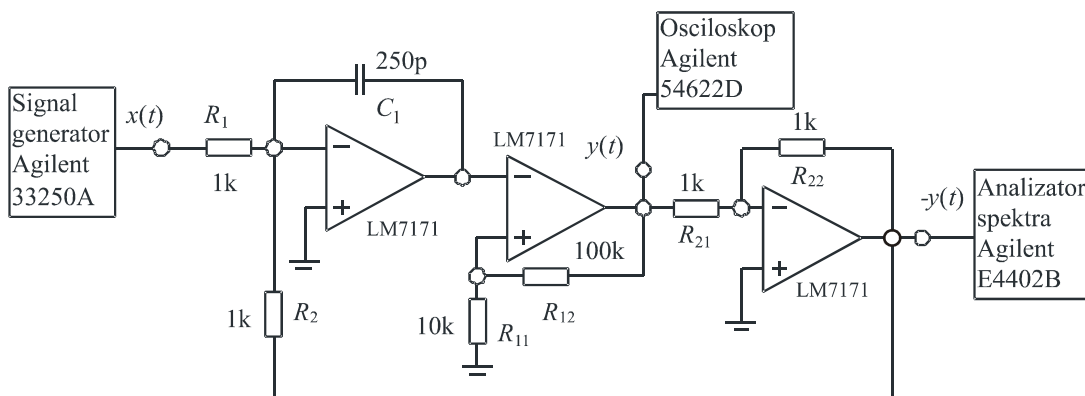 Signal
generator
Agilent
33250A
x(t)
R1
1k
250p
C1
−
+
LM7171
1k
R2
LM7171
−
+
y(t)
10k
R11
100k
R12
Osciloskop
Agilent
54622D
1k
R21
1k
R22
−
+
LM7171
-y(t)
Analizator
spektra
Agilent
E4402B